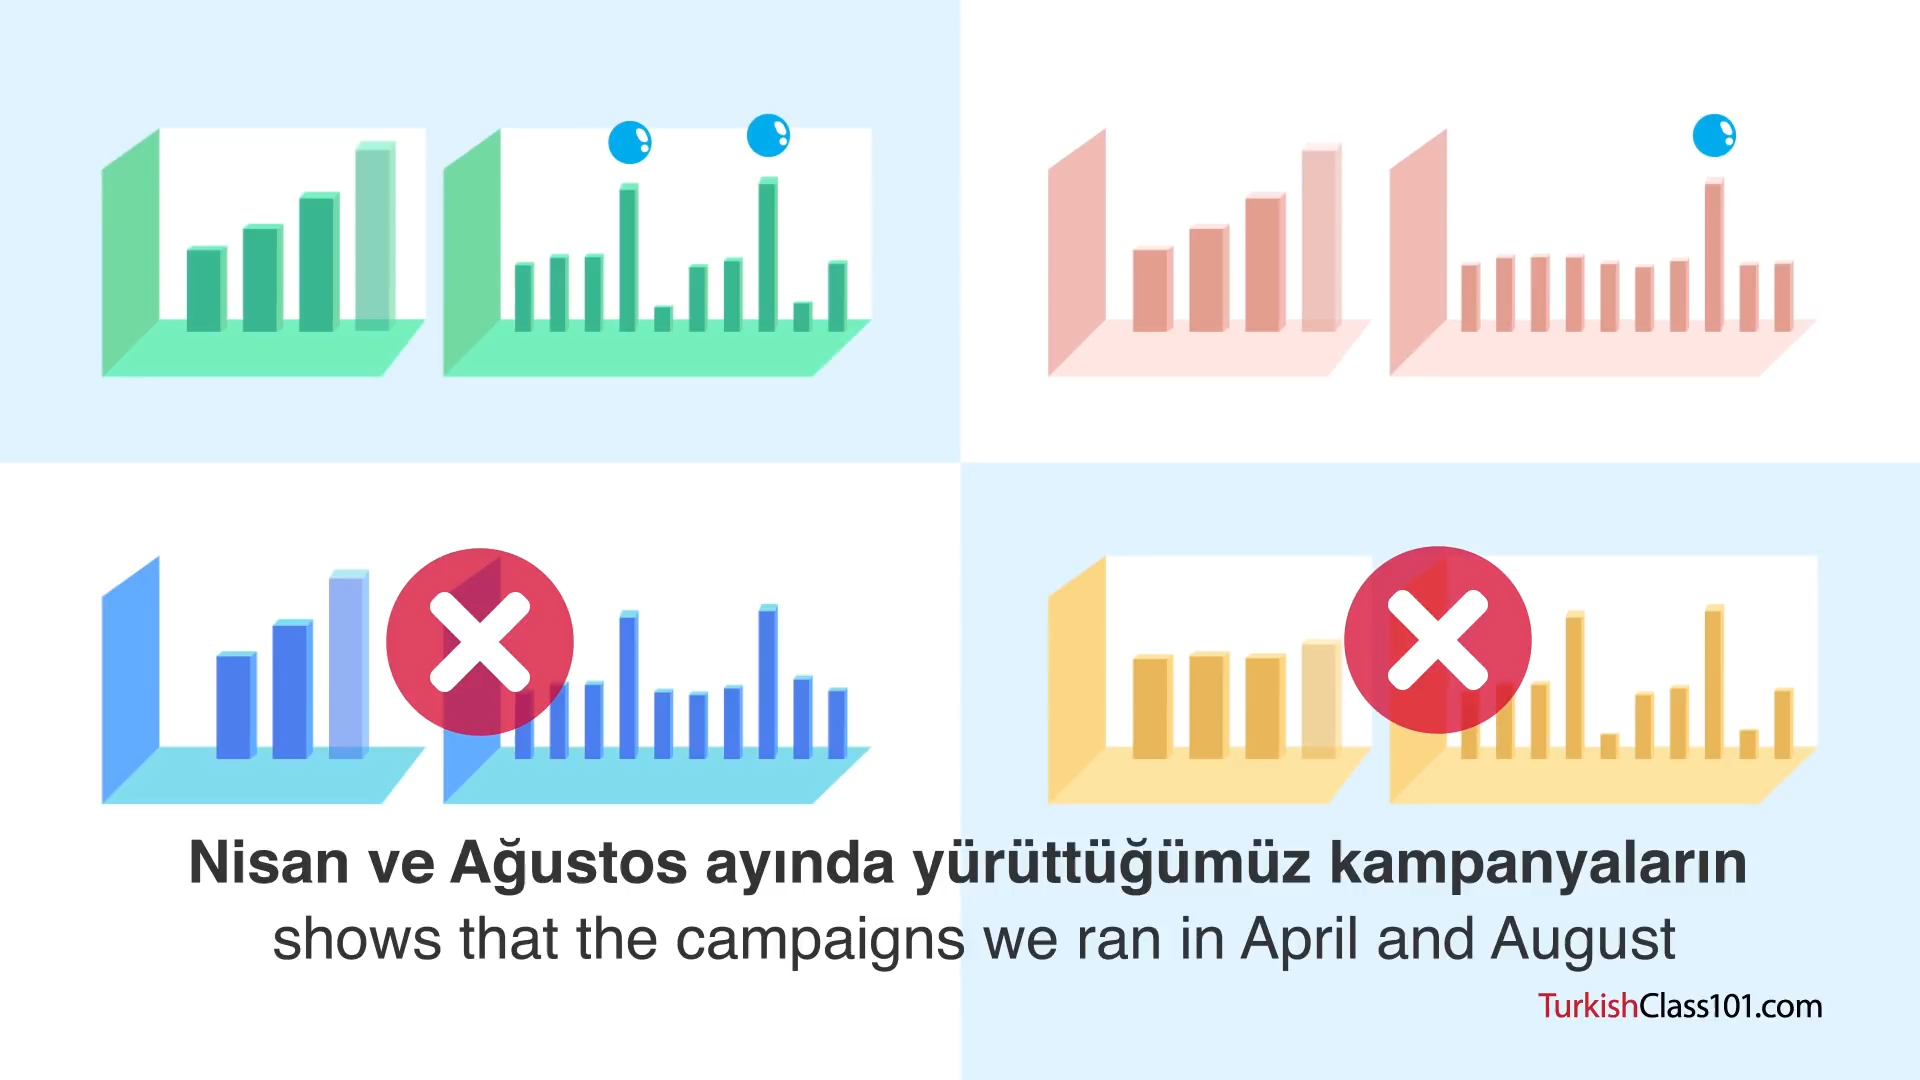 Nisan ve Ağustos ayında yürüttüğümüz kampanyaların
shows that the campaigns we ran in April and August
TurkishClass101.com